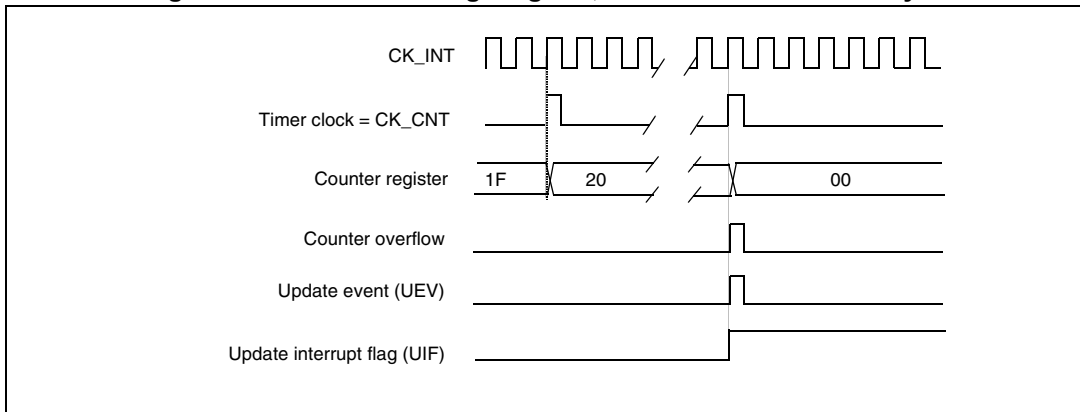 CK_INT
Timer clock = CK_CNT
Counter register 1F 20 00
Counter overflow
Update event (UEV)
Update interrupt flag (UIF)